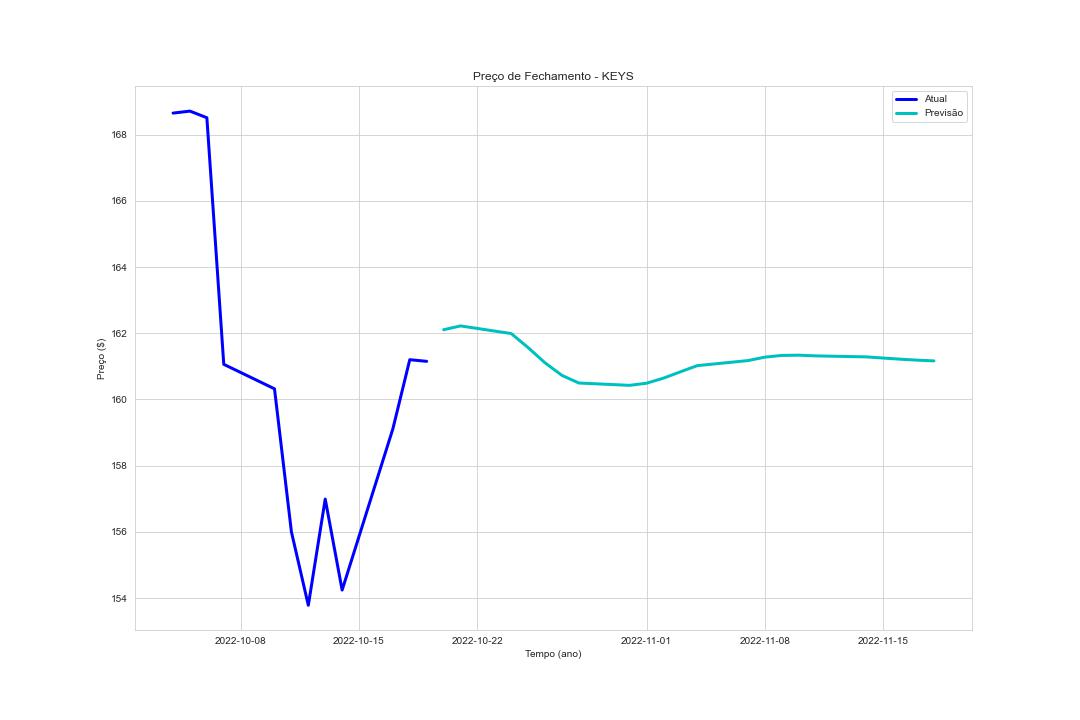 Preço de Fechamento - KEYS
Atual
Previsão
Preço ($)
168
166
164
162
160
158
156
154
2022-10-08
2022-10-15
2022-10-22
2022-11-01
2022-11-08
2022-11-15
Tempo (ano)